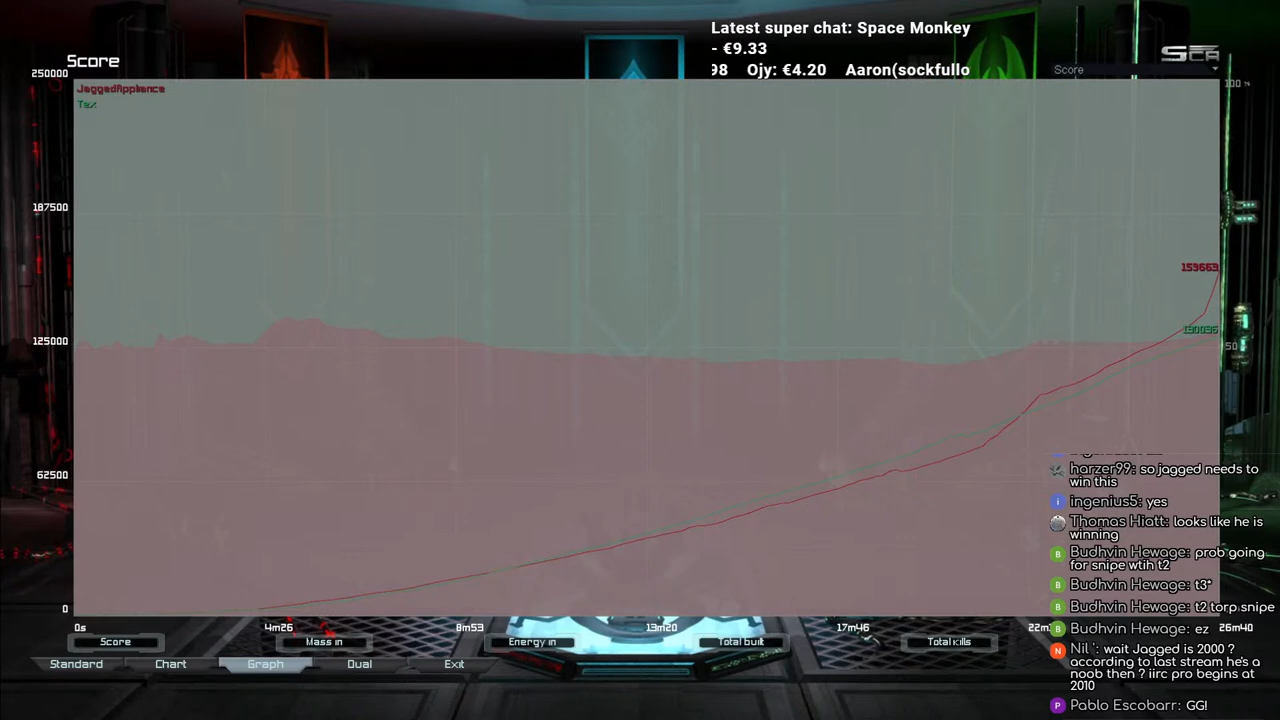 Latest super chat: Space Monkey
- €9.33
98 Ojy: €4.20 Aaron(sockfullo
Score
SCA
Score
250000
100 %
JaggedAppliance
Tex
187500
159663
130036
125000
50
62500
harzer99: so jagged needs to
win this
ingenius5: yes
Thomas Hiatt: looks like he is
winning
Budhvin Hewage: prob going
for snipe wtih t2
Budhvin Hewage: t3*
Budhvin Hewage: t2 torp snipe
Budhvin Hewage: ez
Nil ': wait Jagged is 2000 ?
according to last stream he's a
noob then ? iirc pro begins at
2010
Pablo Escobarr: GG!
0
0s 4m26 8m53 13m20 17m46 22m 26m40
Score Mass in Energy in Total built Total kills
Standard Chart Graph Dual Exit